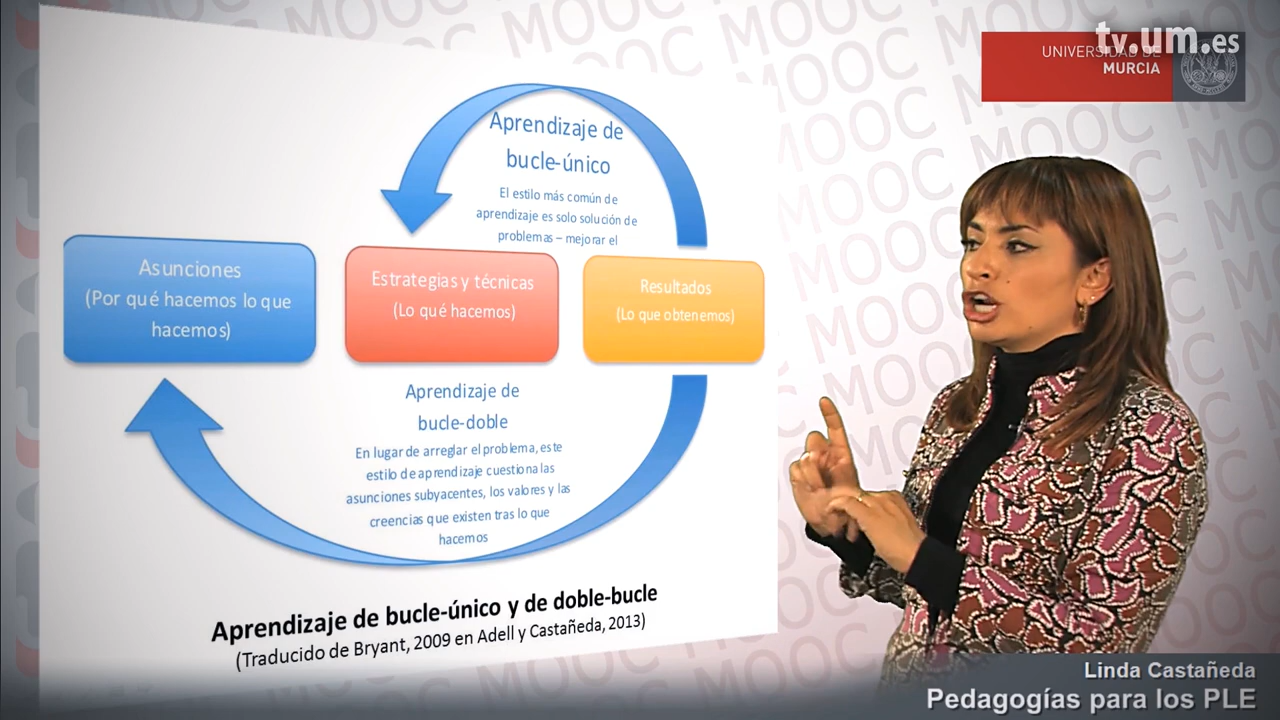 tv.um.es
UNIVERSIDAD DE
MURCIA
MOOC
Aprendizaje de
bucle-único
El estilo más común de
aprendizaje es solo solución de
problemas – mejorar el
Asunciones
(Por qué hacemos lo que
hacemos)
Estrategias y técnicas
(Lo qué hacemos)
Resultados
(Lo que obtenemos)
Aprendizaje de
bucle-doble
En lugar de arreglar el problema, este
estilo de aprendizaje cuestiona las
asunciones subyacentes, los valores y las
creencias que existen tras lo que
hacemos
Aprendizaje de bucle-único y de doble-bucle
(Traducido de Bryant, 2009 en Adell y Castañeda, 2013)
Linda Castañeda
Pedagogías para los PLE